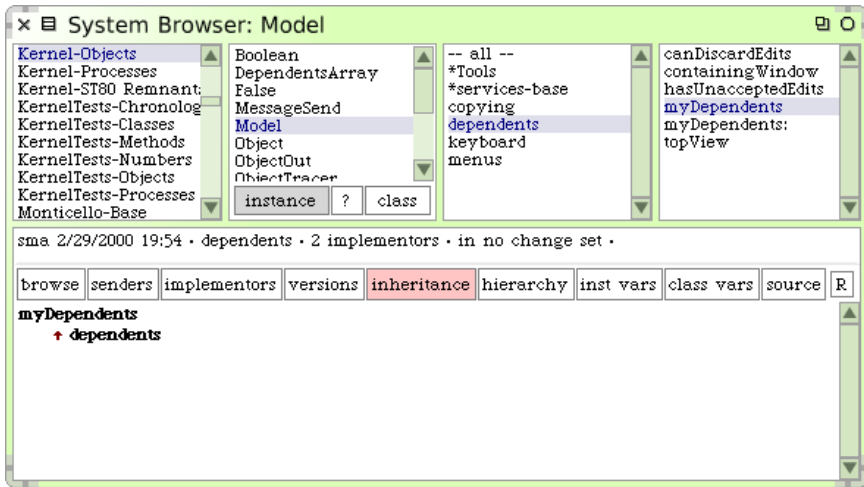 System Browser: Model
Kernel-Objects
Kernel-Processes
Kernel-ST80 Remnant
KernelTests-Chronolog
KernelTests-Classes
KernelTests-Methods
KernelTests-Numbers
KernelTests-Objects
KernelTests-Processes
Monticello-Base
Boolean
DependentsArray
False
MessageSend
Model
Object
ObjectOut
ObjectTracer
instance ? class
-- all --
*Tools
*services-base
copying
dependents
keyboard
menus
canDiscardEdits
containingWindow
hasUnacceptedEdits
myDependents
myDependents:
topView
sma 2/29/2000 19:54 · dependents · 2 implementors · in no change set ·
browse senders implementors versions inheritance hierarchy inst vars class vars source R
myDependents
↑ dependents